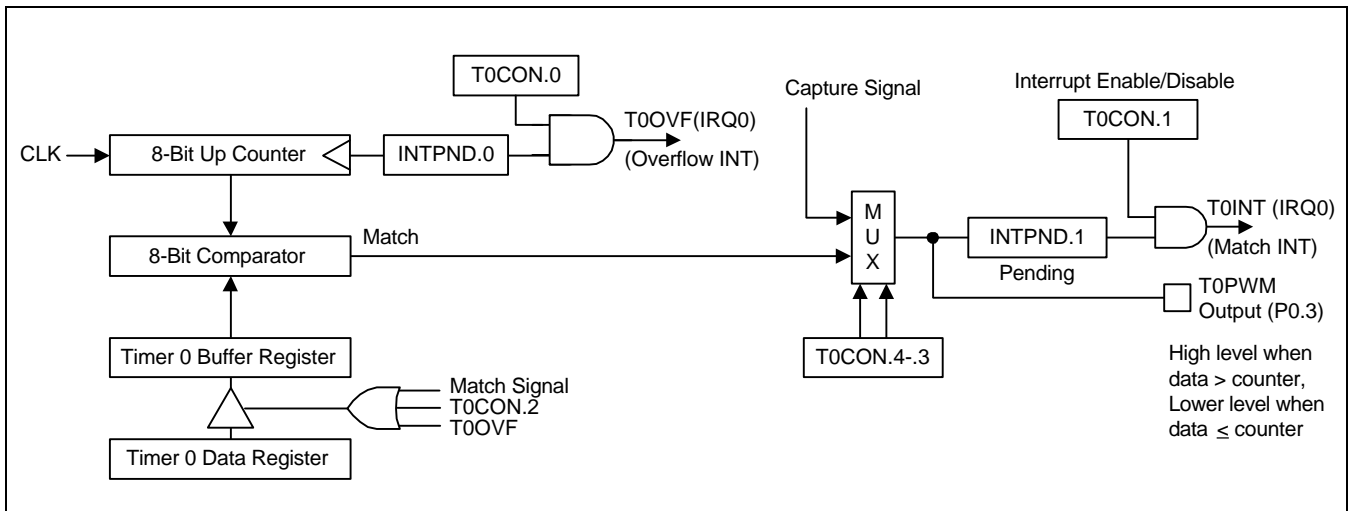 T0CON.0
Capture Signal
Interrupt Enable/Disable
T0CON.1
CLK
8-Bit Up Counter
INTPND.0
T0OVF(IRQ0)
(Overflow INT)
M
U
X
T0INT (IRQ0)
(Match INT)
8-Bit Comparator
Match
INTPND.1
Pending
T0PWM
Output (P0.3)
Timer 0 Buffer Register
T0CON.4-.3
High level when
data > counter,
Lower level when
data ≤ counter
Match Signal
T0CON.2
T0OVF
Timer 0 Data Register